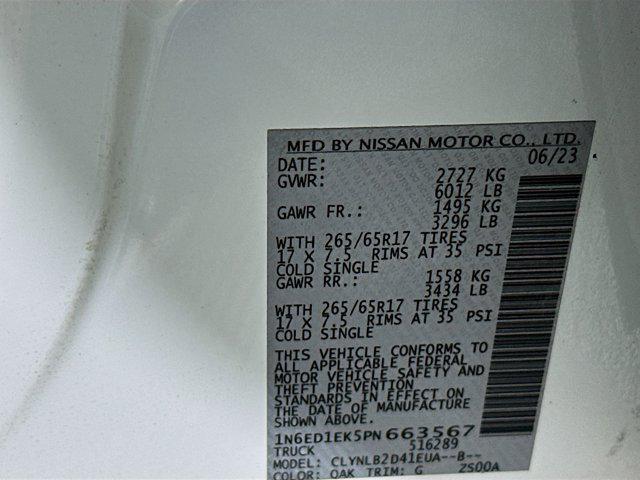 MFD BY NISSAN MOTOR CO., LTD.
DATE: 06/23
GVWR: 2727 KG
6012 LB
GAWR FR.: 1495 KG
3296 LB
WITH 265/65R17 TIRES
17 X 7.5 RIMS AT 35 PSI
COLD SINGLE
GAWR RR.: 1558 KG
3434 LB
WITH 265/65R17 TIRES
17 X 7.5 RIMS AT 35 PSI
COLD SINGLE
THIS VEHICLE CONFORMS TO
ALL APPLICABLE FEDERAL
MOTOR VEHICLE SAFETY AND
THEFT PREVENTION
STANDARDS IN EFFECT ON
THE DATE OF MANUFACTURE
SHOWN ABOVE.
1N6ED1EK5PN663567
TRUCK 516289
MODEL: CLYNLB2D41EUA--B--
COLOR: QAK TRIM: G ZS00A